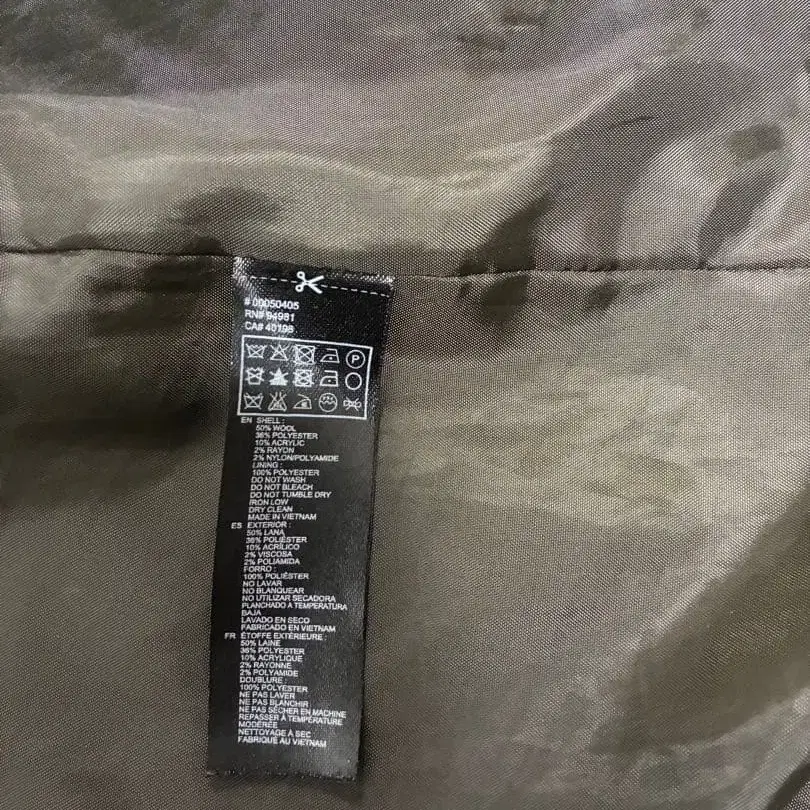 # 00050405
RN# 94981
CA# 40198
P
EN SHELL :
50% WOOL
36% POLYESTER
10% ACRYLIC
2% RAYON
2% NYLON/POLYAMIDE
LINING :
100% POLYESTER
DO NOT WASH
DO NOT BLEACH
DO NOT TUMBLE DRY
IRON LOW
DRY CLEAN
MADE IN VIETNAM
ES EXTERIOR :
50% LANA
36% POLIÉSTER
10% ACRÍLICO
2% VISCOSA
2% POLIAMIDA
FORRO :
100% POLIÉSTER
NO LAVAR
NO BLANQUEAR
NO UTILIZAR SECADORA
PLANCHADO A TEMPERATURA
BAJA
LAVADO EN SECO
FABRICADO EN VIETNAM
FR ÉTOFFE EXTÉRIEURE :
50% LAINE
36% POLYESTER
10% ACRYLIQUE
2% RAYONNE
2% POLYAMIDE
DOUBLURE :
100% POLYESTER
NE PAS LAVER
NE PAS BLANCHIR
NE PAS SÉCHER EN MACHINE
REPASSER À TEMPÉRATURE
MODÉRÉE
NETTOYAGE À SEC
FABRIQUÉ AU VIETNAM